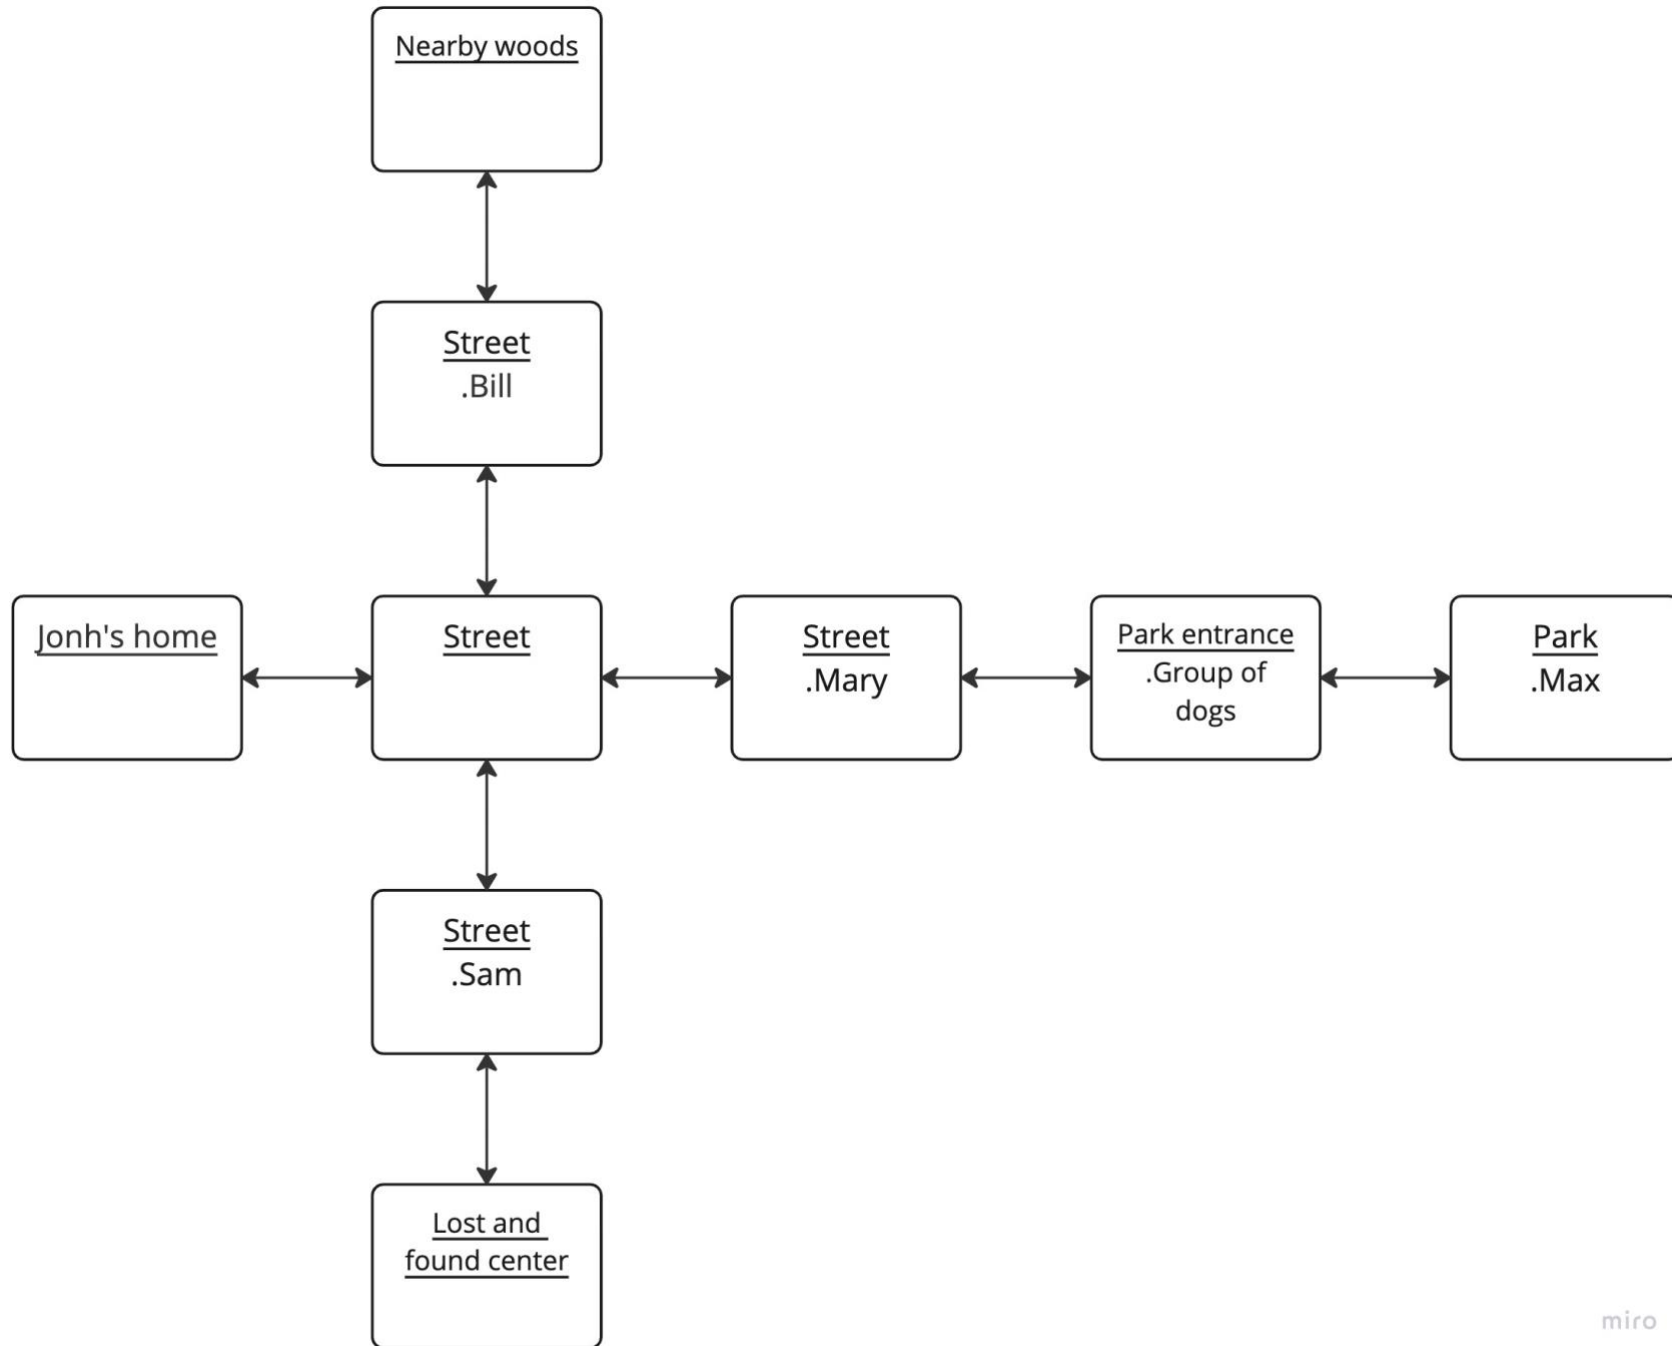 Nearby woods
Street
.Bill
Jonh's home
Street
Street
.Mary
Park entrance
.Group of
dogs
Park
.Max
Street
.Sam
Lost and
found center
miro